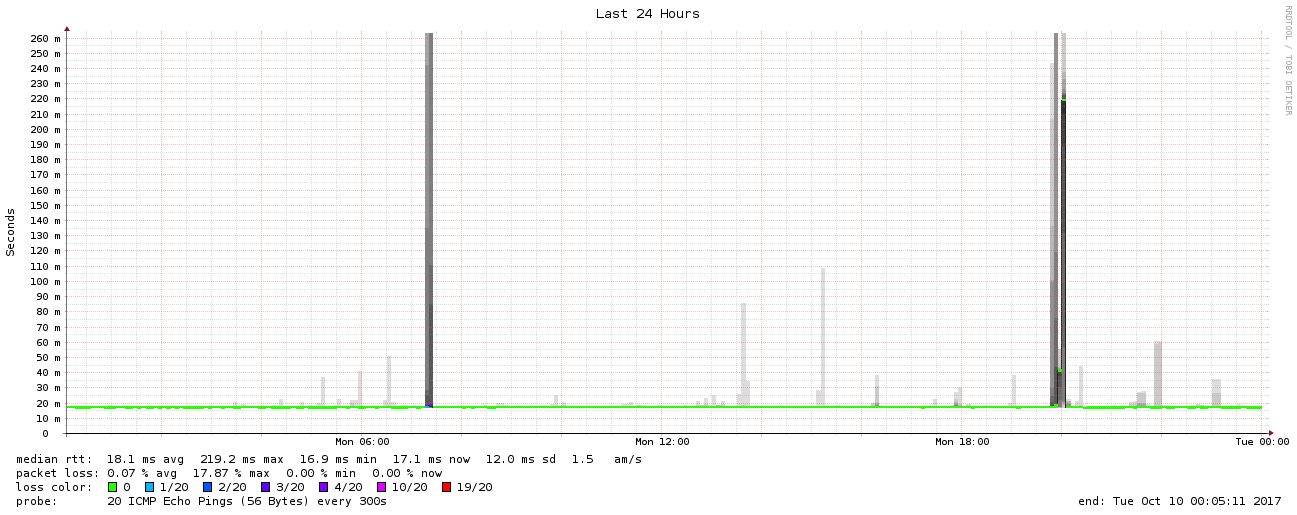 Last 24 Hours
RRDTOOL / TOBI OETIKER
Seconds
260 m
250 m
240 m
230 m
220 m
210 m
200 m
190 m
180 m
170 m
160 m
150 m
140 m
130 m
120 m
110 m
100 m
90 m
80 m
70 m
60 m
50 m
40 m
30 m
20 m
10 m
0
Mon 06:00 Mon 12:00 Mon 18:00 Tue 00:00
median rtt: 18.1 ms avg 219.2 ms max 16.9 ms min 17.1 ms now 12.0 ms sd 1.5 am/s
packet loss: 0.07 % avg 17.87 % max 0.00 % min 0.00 % now
loss color: 0 1/20 2/20 3/20 4/20 10/20 19/20
probe: 20 ICMP Echo Pings (56 Bytes) every 300s end: Tue Oct 10 00:05:11 2017